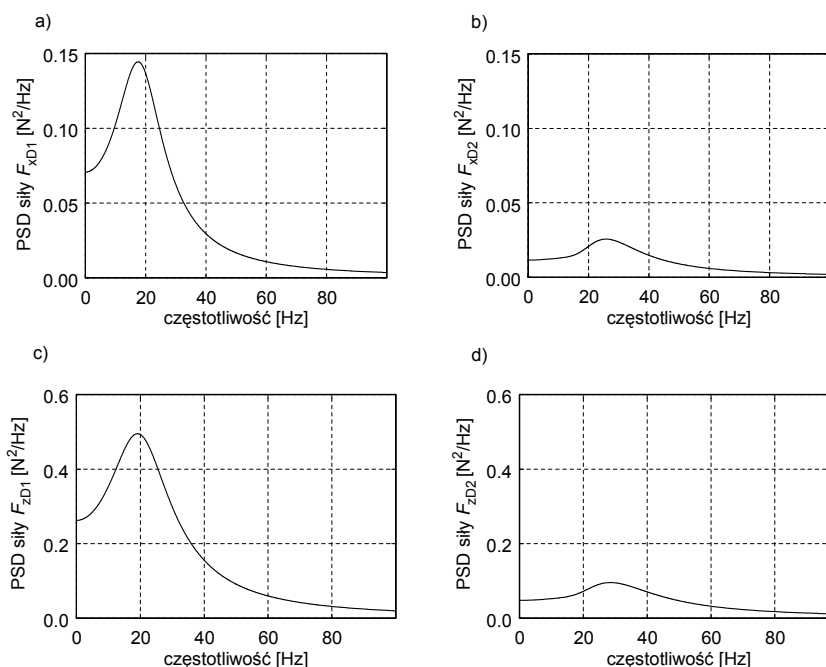 a)
0.15
0.10
0.05
0.00
PSD siły FxD1 [N2/Hz]
0 20 40 60 80
częstotliwość [Hz]
b)
0.15
0.10
0.05
0.00
PSD siły FxD2 [N2/Hz]
0 20 40 60 80
częstotliwość [Hz]
c)
0.6
0.4
0.2
0.0
PSD siły FzD1 [N2/Hz]
0 20 40 60 80
częstotliwość [Hz]
d)
0.6
0.4
0.2
0.0
PSD siły FzD2 [N2/Hz]
0 20 40 60 80
częstotliwość [Hz]